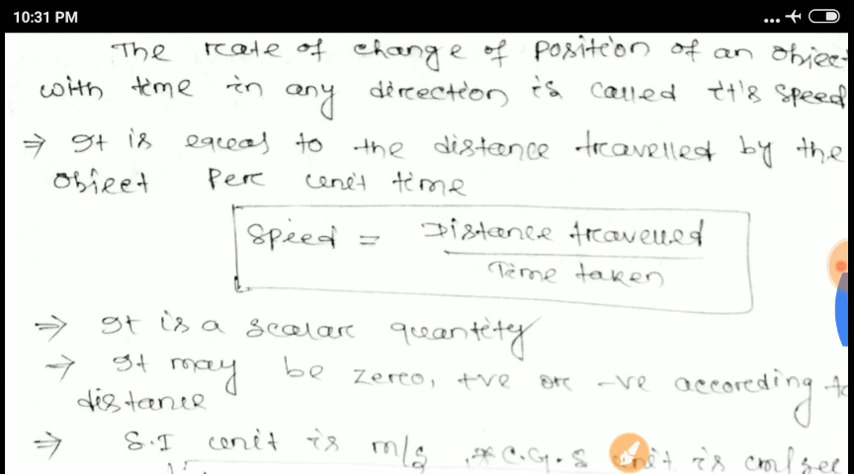 10:31 PM
The rate of change of position of an object
with time in any direction is called it's speed
⇒ It is equal to the distance travelled by the
object per unit time
Speed = Distance travelled
Time taken
⇒ It is a scalar quantity
→ It may be zero, +ve or -ve according to
distance
⇒ S.I unit is m/s, * C.G.S unit is cm/sec